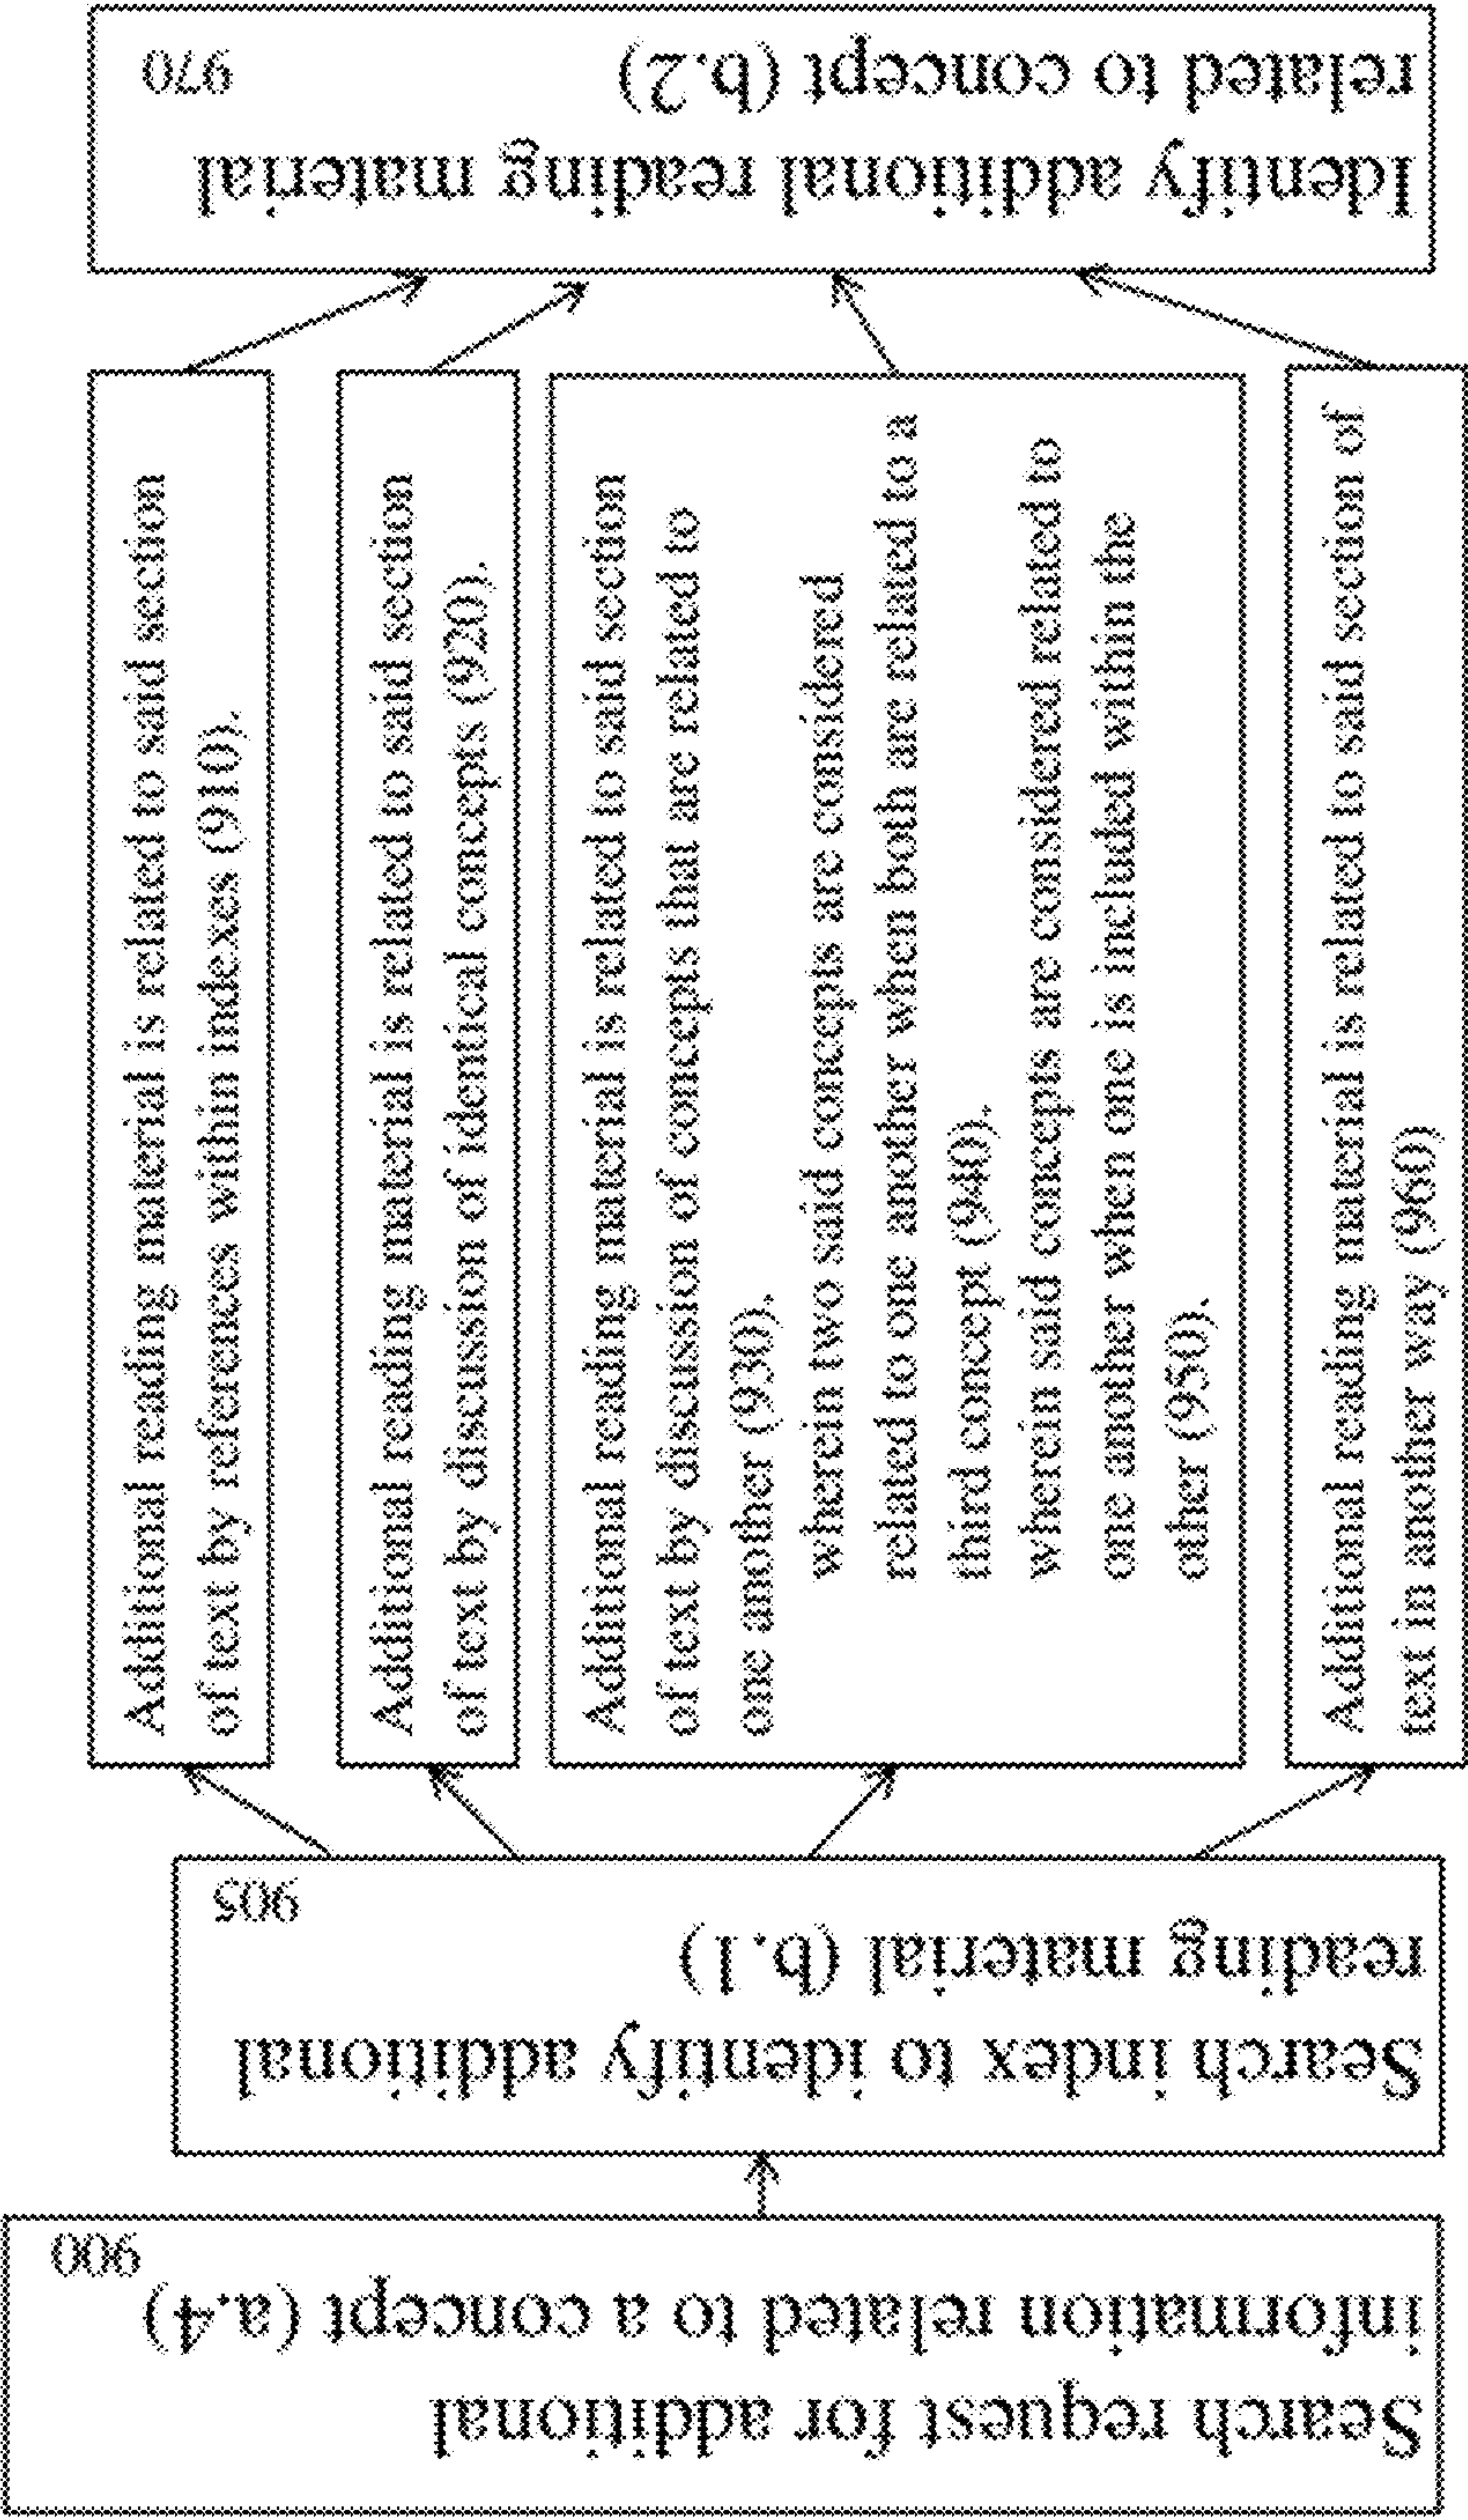 Search request for additional
information related to a concept (a.4)
900
Search index to identify additional
reading material (b.1)
905
Additional reading material is related to said section
of text by references within indexes (910).
Additional reading material is related to said section
of text by discussion of identical concepts (920).
Additional reading material is related to said section
of text by discussion of concepts that are related to
one another (930).
wherein two said concepts are considered
related to one another when both are related to a
third concept (940).
wherein said concepts are considered related to
one another when one is included within the
other (950).
Additional reading material is related to said section of
text in another way (960)
Identify additional reading material
related to concept (b.2)
970